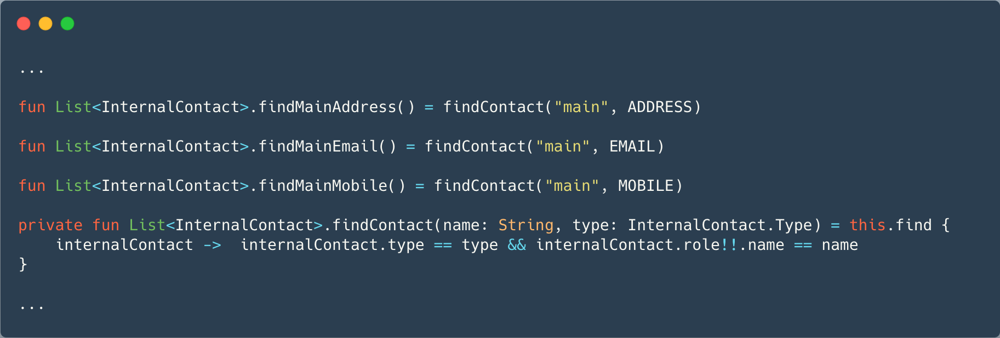 ...
fun List<InternalContact>.findMainAddress() = findContact("main", ADDRESS)
fun List<InternalContact>.findMainEmail() = findContact("main", EMAIL)
fun List<InternalContact>.findMainMobile() = findContact("main", MOBILE)
private fun List<InternalContact>.findContact(name: String, type: InternalContact.Type) = this.find {
    internalContact ->  internalContact.type == type && internalContact.role!!.name == name
}
...